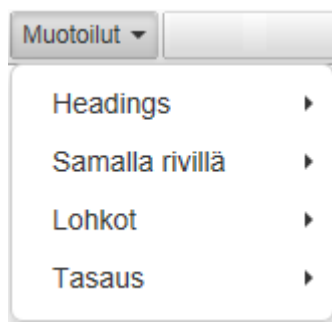 Muotoilut
Headings
Samalla rivillä
Lohkot
Tasaus